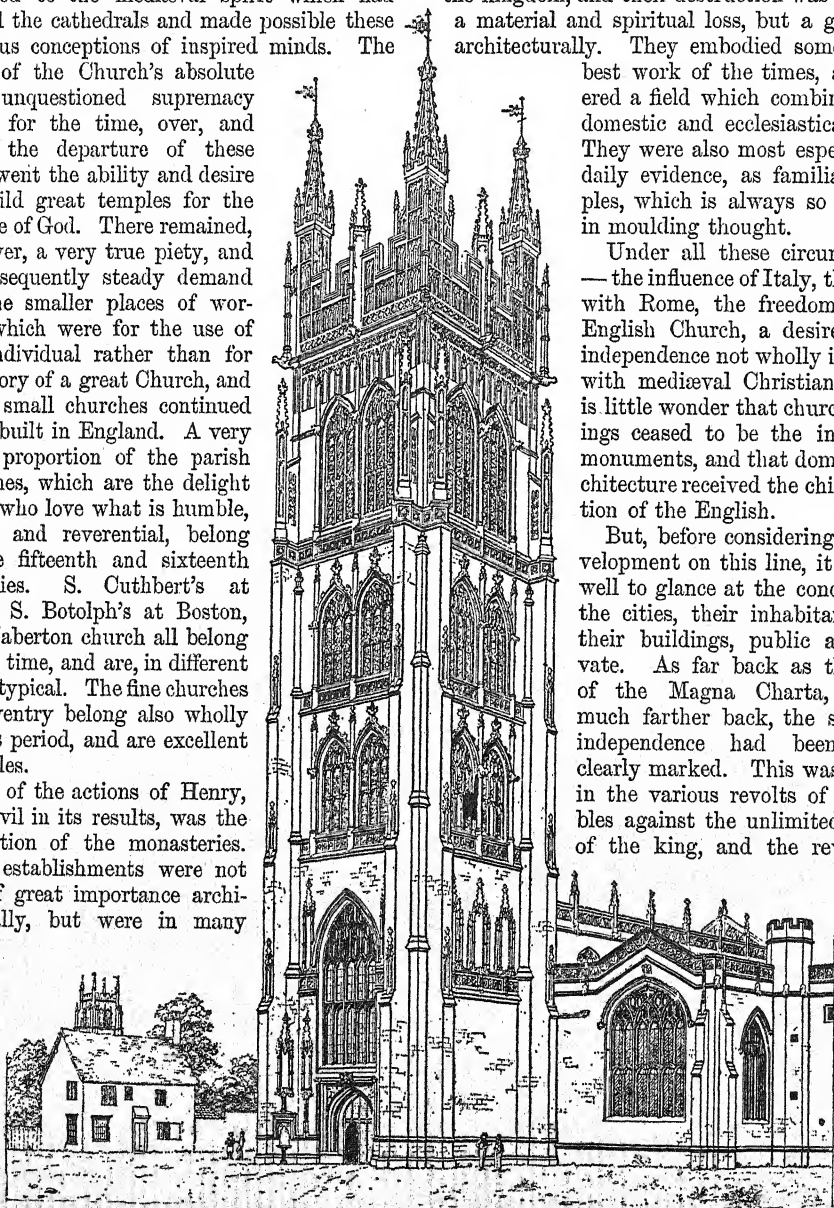 l the cathedrals and made possible these
us conceptions of inspired minds. The
of the Church's absolute
unquestioned supremacy
for the time, over, and
the departure of these
went the ability and desire
ild great temples for the
e of God. There remained,
ver, a very true piety, and
sequently steady demand
e smaller places of wor-
which were for the use of
ndividual rather than for
ory of a great Church, and
small churches continued
built in England. A very
proportion of the parish
hes, which are the delight
who love what is humble,
and reverential, belong
e fifteenth and sixteenth
ies. S. Cuthbert's at
S. Botolph's at Boston,
aberton church all belong
time, and are, in different
typical. The fine churches
ventry belong also wholly
s period, and are excellent
les.
of the actions of Henry,
vil in its results, was the
tion of the monasteries.
establishments were not
f great importance archi-
lly, but were in many
a material and spiritual loss, but a g
architecturally. They embodied som
best work of the times, a
ered a field which combin
domestic and ecclesiastica
They were also most espe
daily evidence, as familia
ples, which is always so
in moulding thought.
Under all these circum
— the influence of Italy, th
with Rome, the freedom
English Church, a desire
independence not wholly i
with mediæval Christian
is little wonder that churc
ings ceased to be the im
monuments, and that dom
chitecture received the chi
tion of the English.
But, before considering
velopment on this line, it
well to glance at the cond
the cities, their inhabita
their buildings, public a
vate. As far back as t
of the Magna Charta,
much farther back, the s
independence had been
clearly marked. This was
in the various revolts of
bles against the unlimited
of the king, and the rev